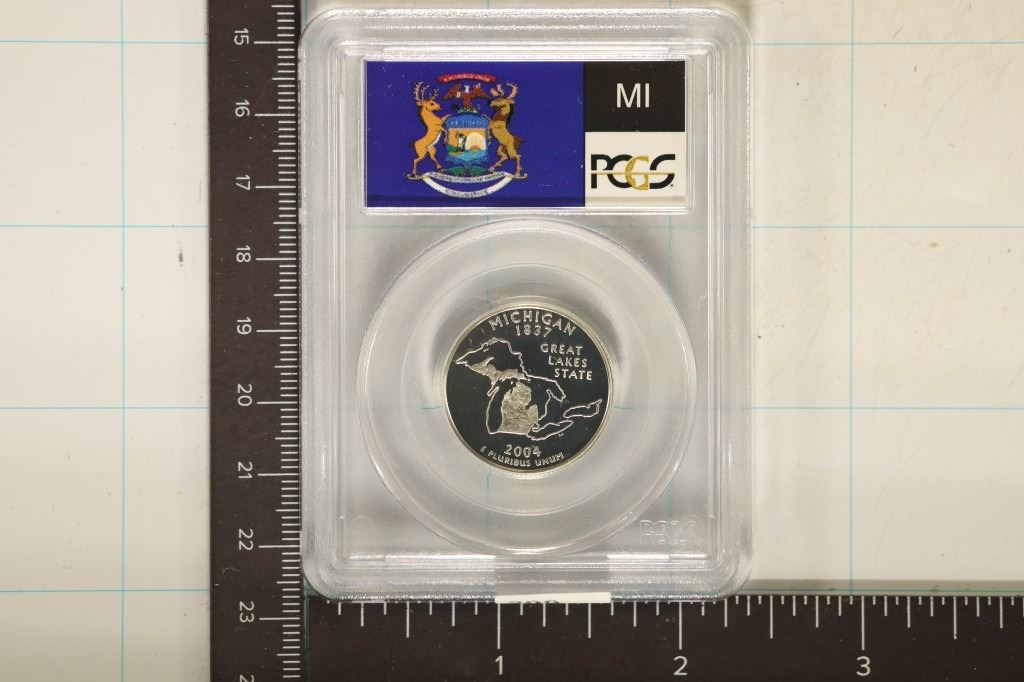 MI
PCGS
MICHIGAN
1837
GREAT
LAKES
STATE
2004
E PLURIBUS UNUM
PCGS
15
16
17
18
19
20
21
22
23
1 2 3